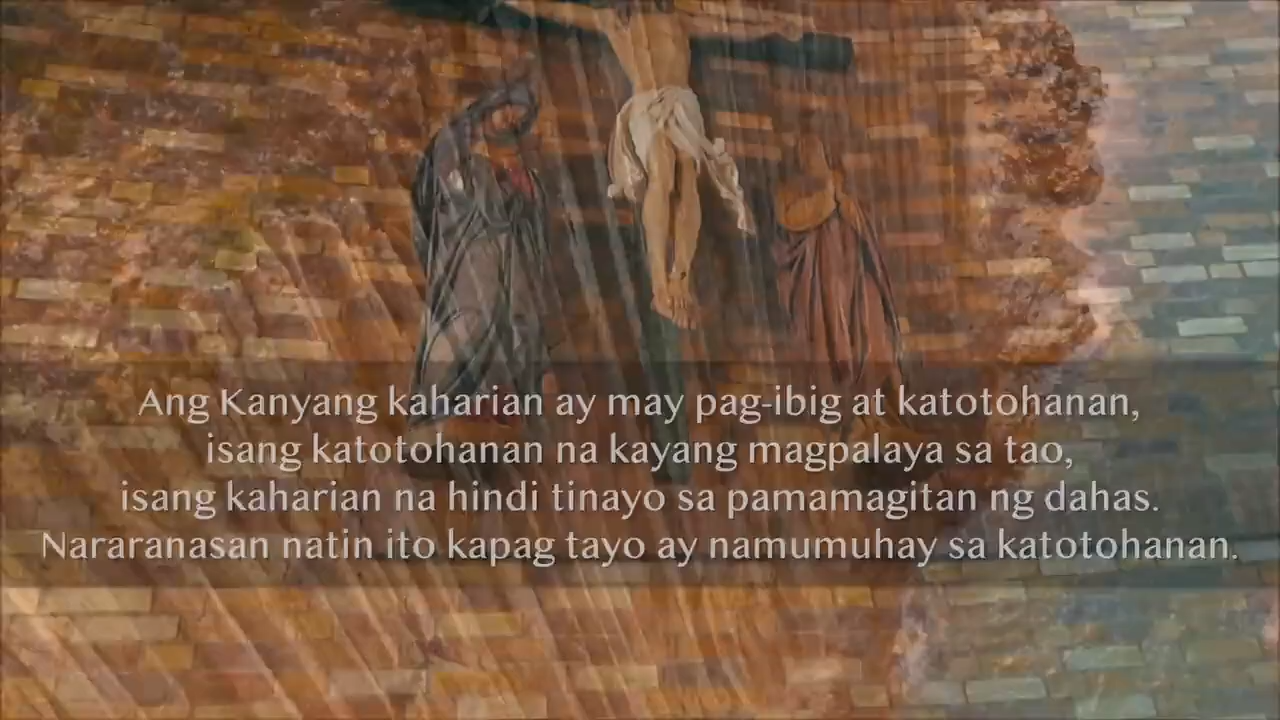 Ang Kanyang kaharian ay may pag-ibig at katotohanan,
isang katotohanan na kayang magpalaya sa tao,
isang kaharian na hindi tinayo sa pamamagitan ng dahas.
Nararanasan natin ito kapag tayo ay namumuhay sa katotohanan.